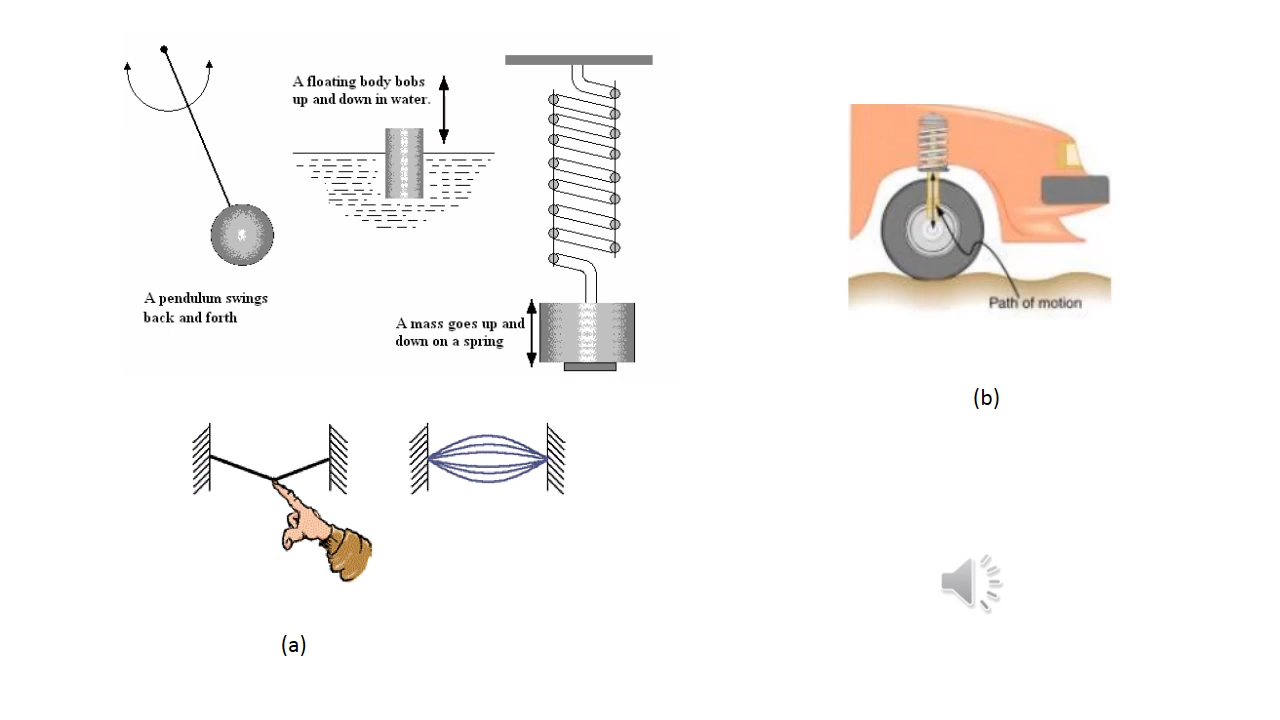 A floating body bobs
up and down in water.
A pendulum swings
back and forth
A mass goes up and
down on a spring
Path of motion
(b)
(a)